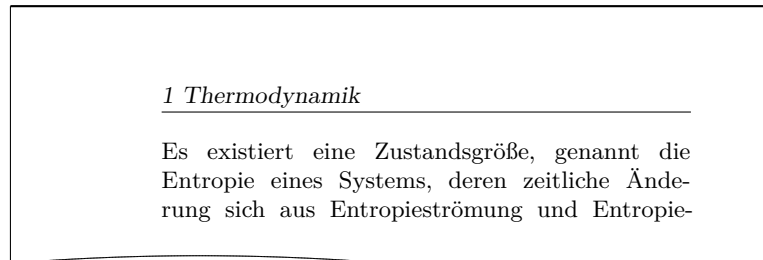 1 Thermodynamik
Es existiert eine Zustandsgröße, genannt die
Entropie eines Systems, deren zeitliche Ände-
rung sich aus Entropieströmung und Entropie-